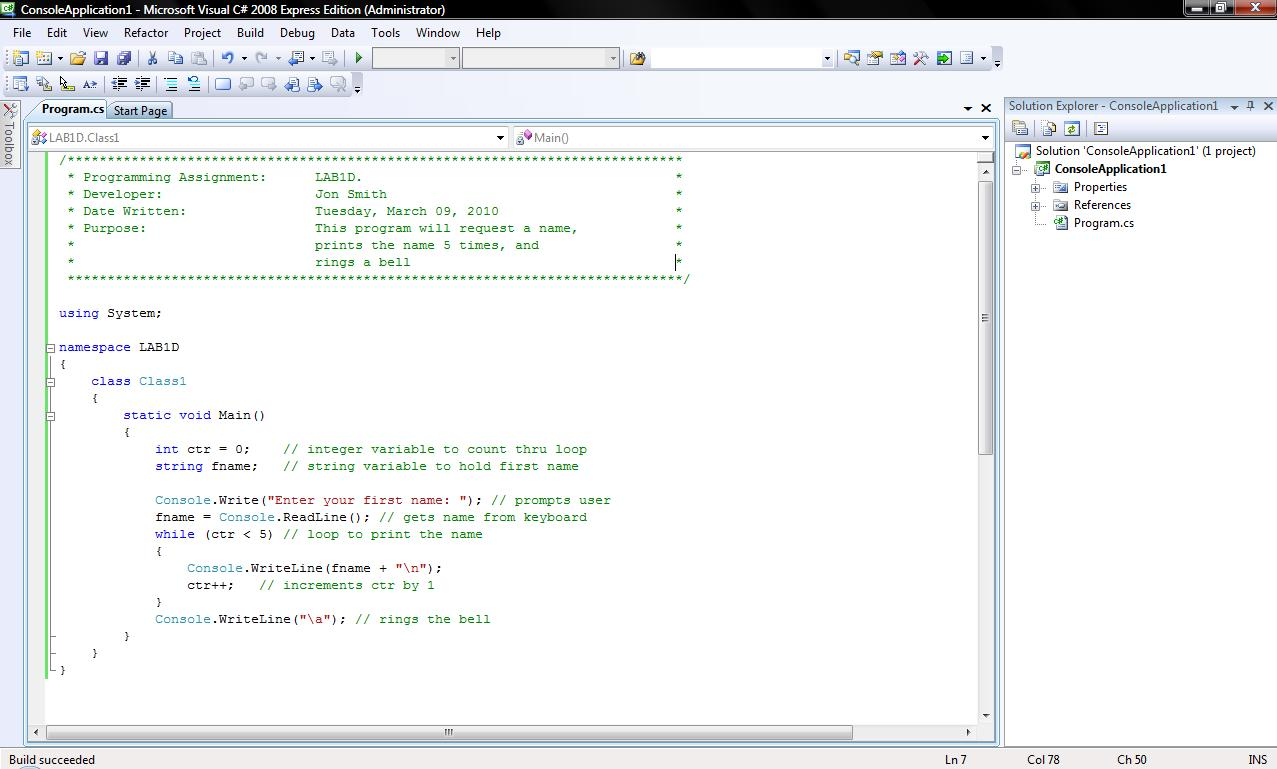 ConsoleApplication1 - Microsoft Visual C# 2008 Express Edition (Administrator)
File Edit View Refactor Project Build Debug Data Tools Window Help
Toolbox
Program.cs Start Page
LAB1D.Class1 Main()
/*****************************************************************************
* Programming Assignment: LAB1D. *
* Developer: Jon Smith *
* Date Written: Tuesday, March 09, 2010 *
* Purpose: This program will request a name, *
* prints the name 5 times, and *
* rings a bell *
*****************************************************************************/
using System;
namespace LAB1D
{
class Class1
{
static void Main()
{
int ctr = 0; // integer variable to count thru loop
string fname; // string variable to hold first name
Console.Write("Enter your first name: "); // prompts user
fname = Console.ReadLine(); // gets name from keyboard
while (ctr < 5) // loop to print the name
{
Console.WriteLine(fname + "\n");
ctr++; // increments ctr by 1
}
Console.WriteLine("\a"); // rings the bell
}
}
}
Solution Explorer - ConsoleApplication1
Solution 'ConsoleApplication1' (1 project)
ConsoleApplication1
Properties
References
Program.cs
Build succeeded Ln 7 Col 78 Ch 50 INS